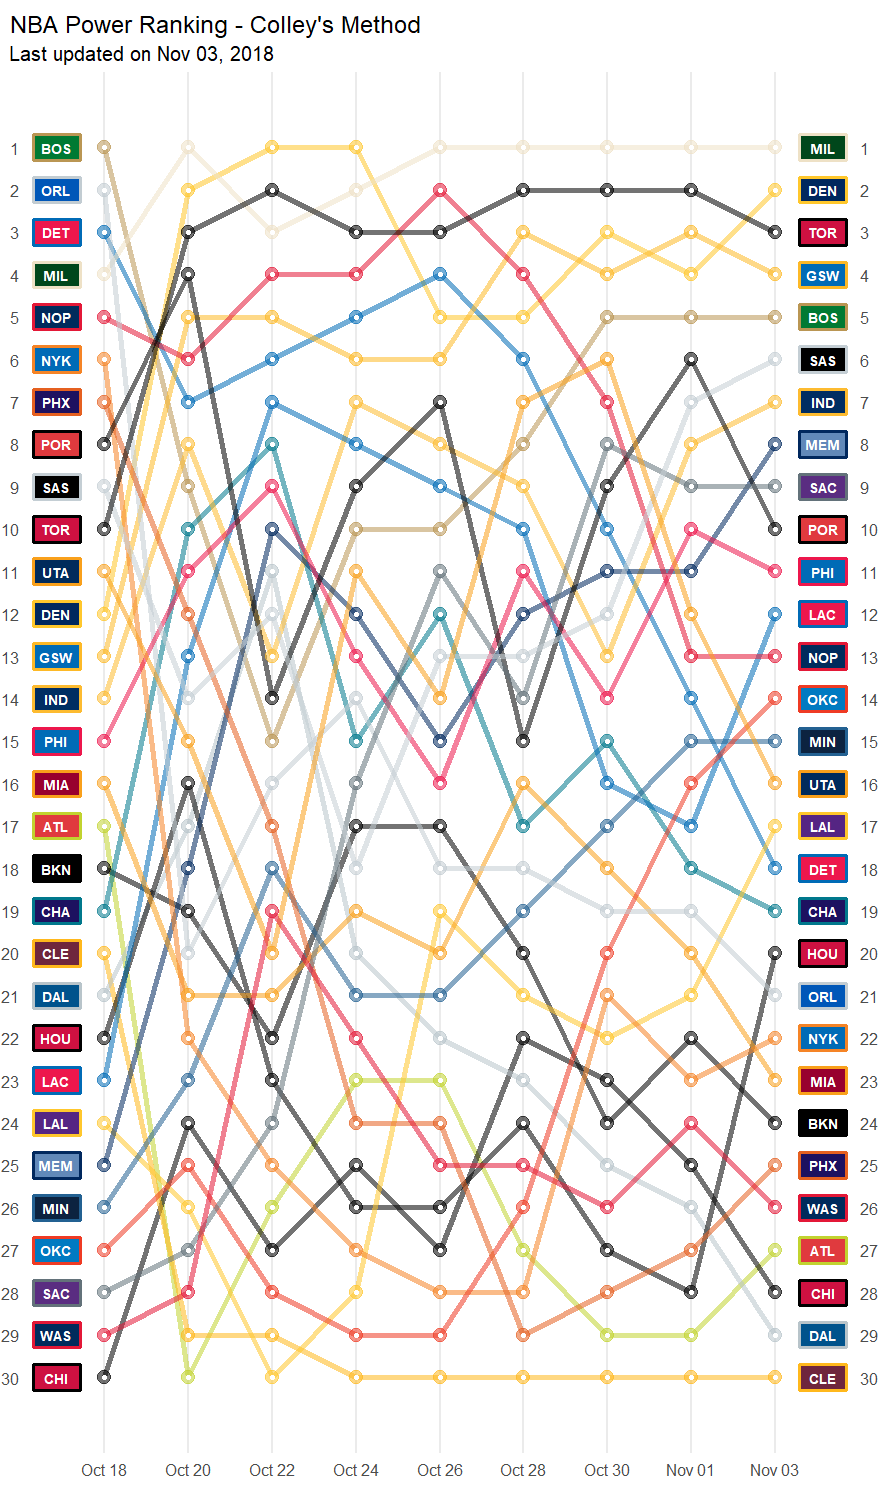 NBA Power Ranking - Colley's Method
Last updated on Nov 03, 2018
1 BOS MIL 1
2 ORL DEN 2
3 DET TOR 3
4 MIL GSW 4
5 NOP BOS 5
6 NYK SAS 6
7 PHX IND 7
8 POR MEM 8
9 SAS SAC 9
10 TOR POR 10
11 UTA PHI 11
12 DEN LAC 12
13 GSW NOP 13
14 IND OKC 14
15 PHI MIN 15
16 MIA UTA 16
17 ATL LAL 17
18 BKN DET 18
19 CHA CHA 19
20 CLE HOU 20
21 DAL ORL 21
22 HOU NYK 22
23 LAC MIA 23
24 LAL BKN 24
25 MEM PHX 25
26 MIN WAS 26
27 OKC ATL 27
28 SAC CHI 28
29 WAS DAL 29
30 CHI CLE 30
Oct 18 Oct 20 Oct 22 Oct 24 Oct 26 Oct 28 Oct 30 Nov 01 Nov 03